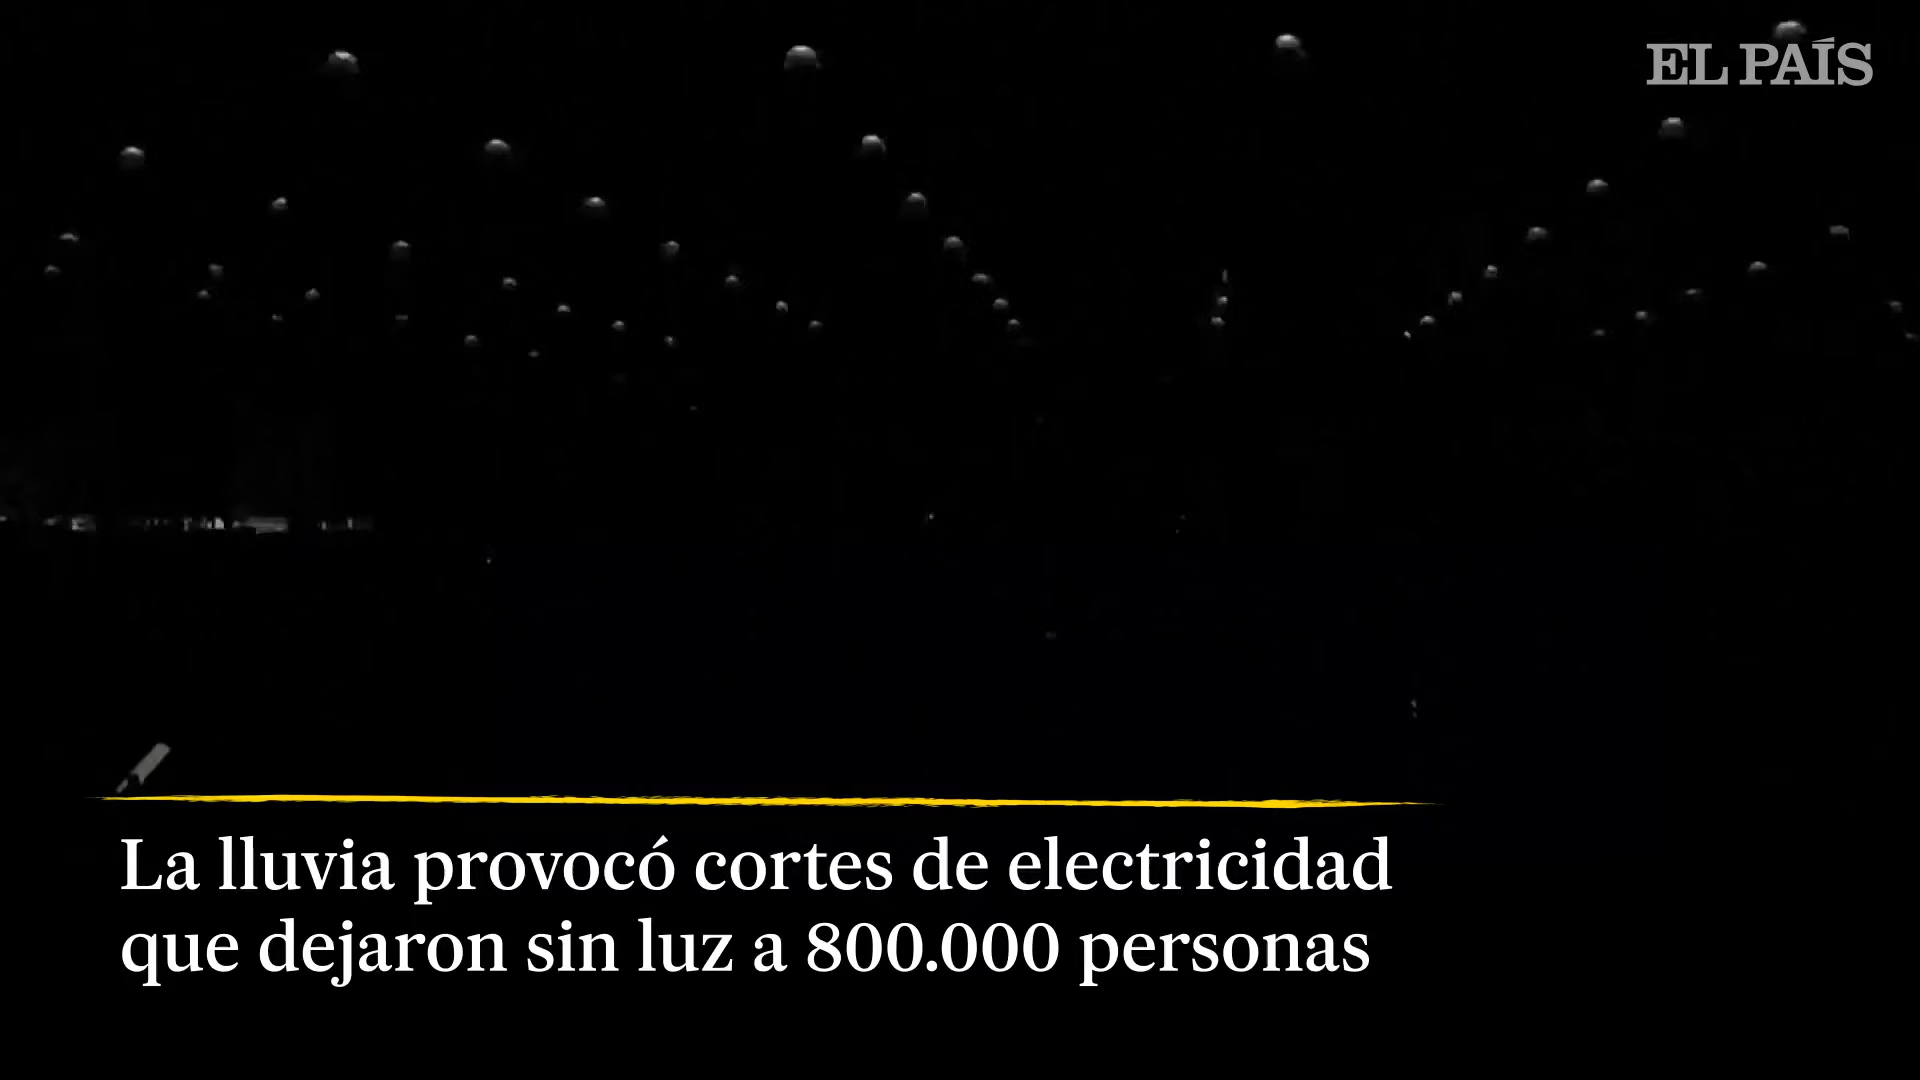 EL PAÍS
La lluvia provocó cortes de electricidad
que dejaron sin luz a 800.000 personas